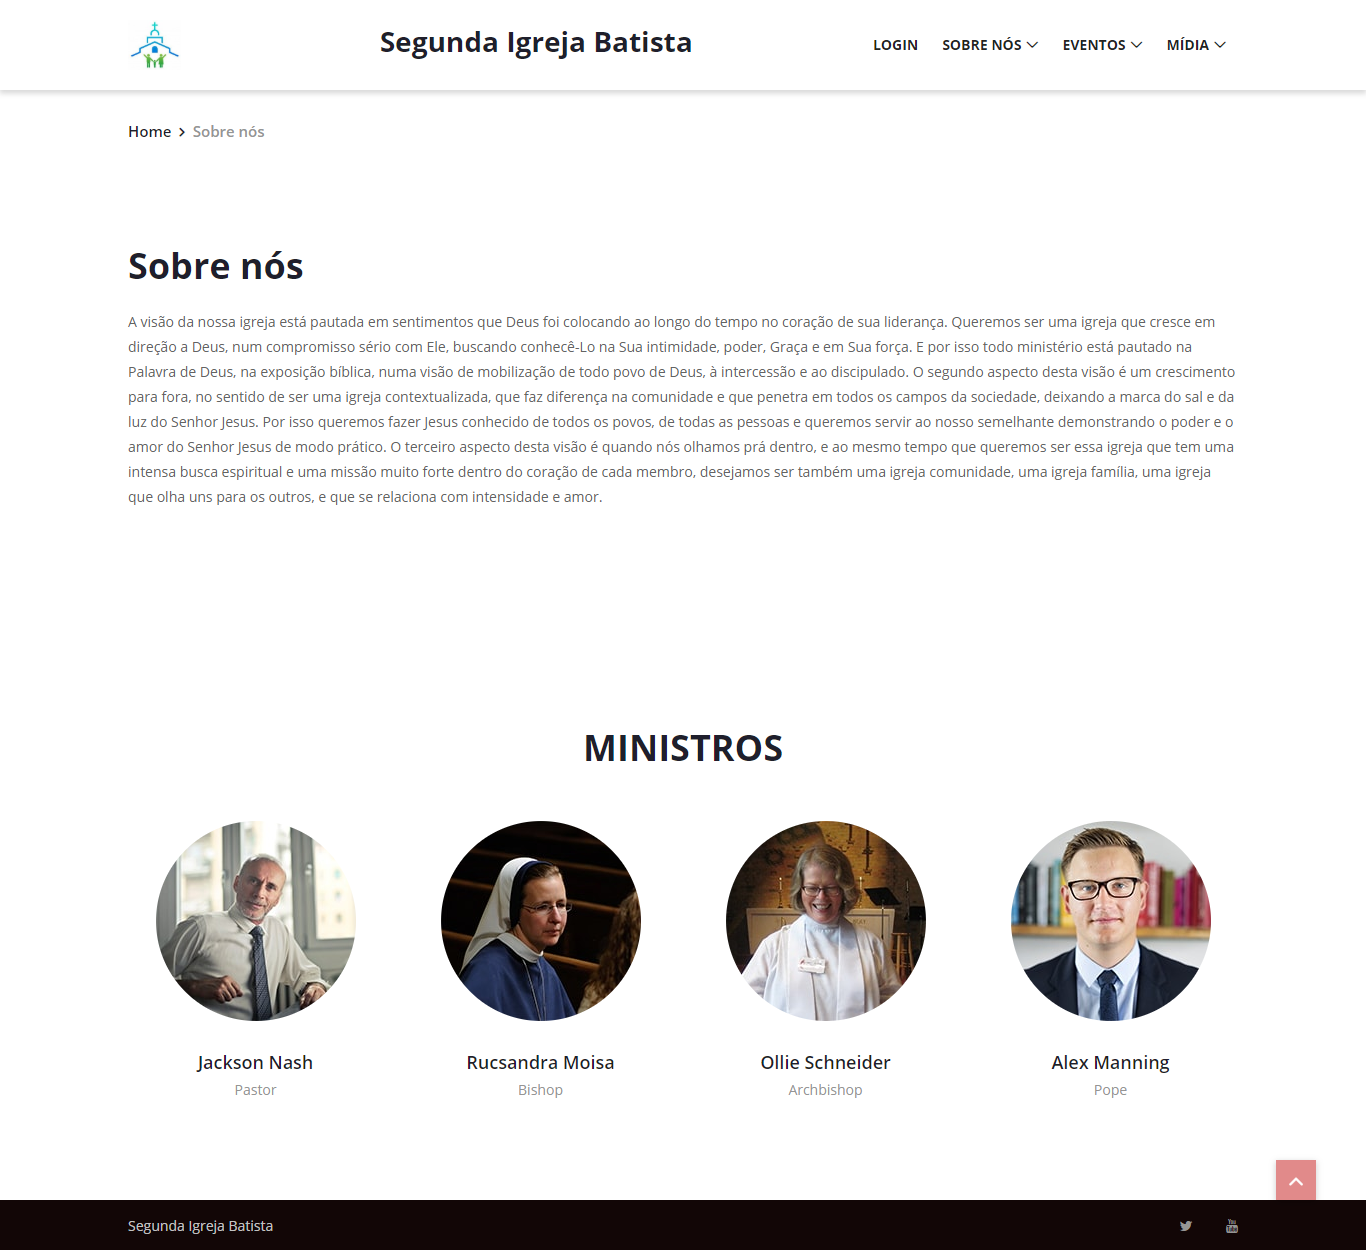 Segunda Igreja Batista
LOGIN SOBRE NÓS EVENTOS MÍDIA
Home > Sobre nós
Sobre nós
A visão da nossa igreja está pautada em sentimentos que Deus foi colocando ao longo do tempo no coração de sua liderança. Queremos ser uma igreja que cresce em
direção a Deus, num compromisso sério com Ele, buscando conhecê-Lo na Sua intimidade, poder, Graça e em Sua força. E por isso todo ministério está pautado na
Palavra de Deus, na exposição bíblica, numa visão de mobilização de todo povo de Deus, à intercessão e ao discipulado. O segundo aspecto desta visão é um crescimento
para fora, no sentido de ser uma igreja contextualizada, que faz diferença na comunidade e que penetra em todos os campos da sociedade, deixando a marca do sal e da
luz do Senhor Jesus. Por isso queremos fazer Jesus conhecido de todos os povos, de todas as pessoas e queremos servir ao nosso semelhante demonstrando o poder e o
amor do Senhor Jesus de modo prático. O terceiro aspecto desta visão é quando nós olhamos prá dentro, e ao mesmo tempo que queremos ser essa igreja que tem uma
intensa busca espiritual e uma missão muito forte dentro do coração de cada membro, desejamos ser também uma igreja comunidade, uma igreja família, uma igreja
que olha uns para os outros, e que se relaciona com intensidade e amor.
MINISTROS
Jackson Nash
Pastor
Rucsandra Moisa
Bishop
Ollie Schneider
Archbishop
Alex Manning
Pope
Segunda Igreja Batista
You
Tube